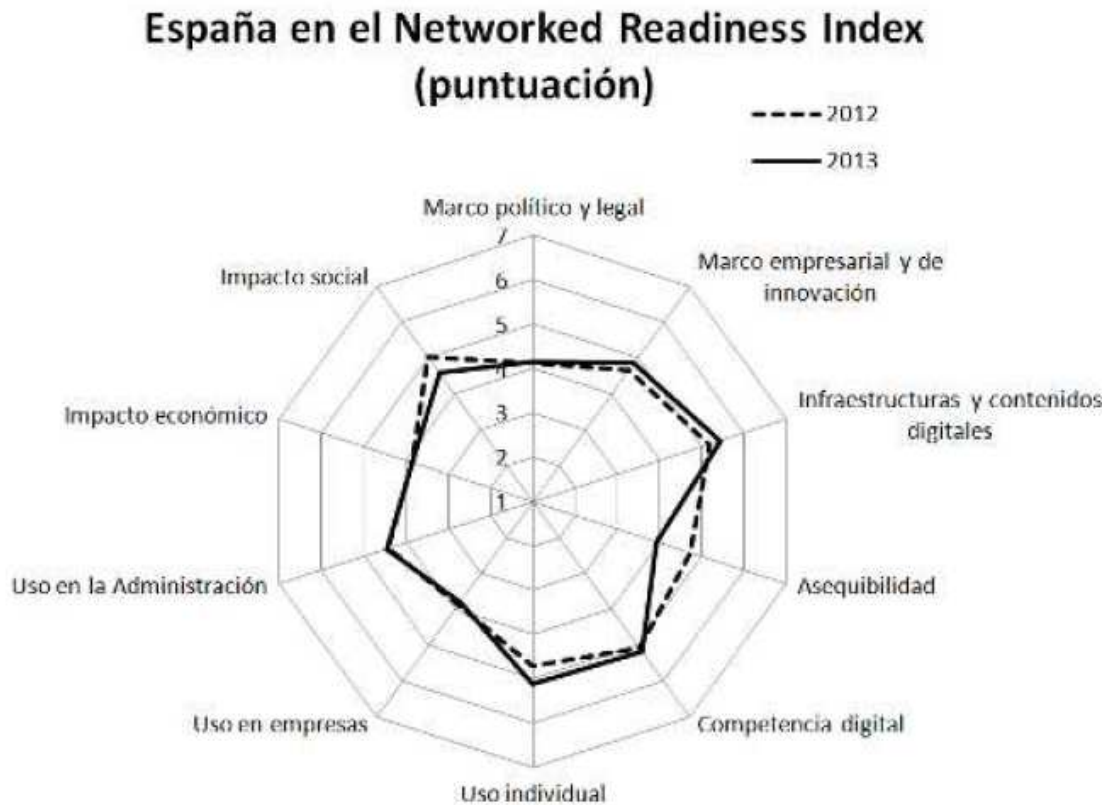 España en el Networked Readiness Index
(puntuación)
2012
2013
Marco político y legal
Marco empresarial y de
innovación
Infraestructuras y contenidos
digitales
Asequibilidad
Competencia digital
Uso individual
Uso en empresas
Uso en la Administración
Impacto económico
Impacto social
7
6
5
4
3
2
1